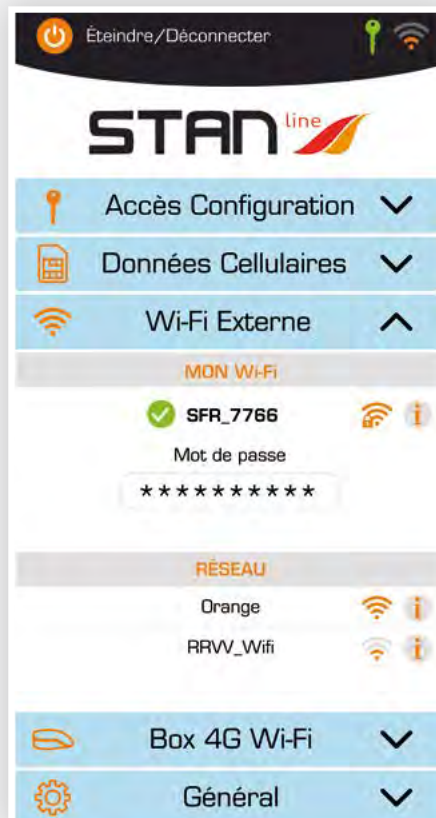 Éteindre/Déconnecter
STAN line
Accès Configuration
Données Cellulaires
Wi-Fi Externe
MON Wi-Fi
SFR_7766
i
Mot de passe
**********
RÉSEAU
Orange
i
RRVV_Wifi
i
Box 4G Wi-Fi
Général